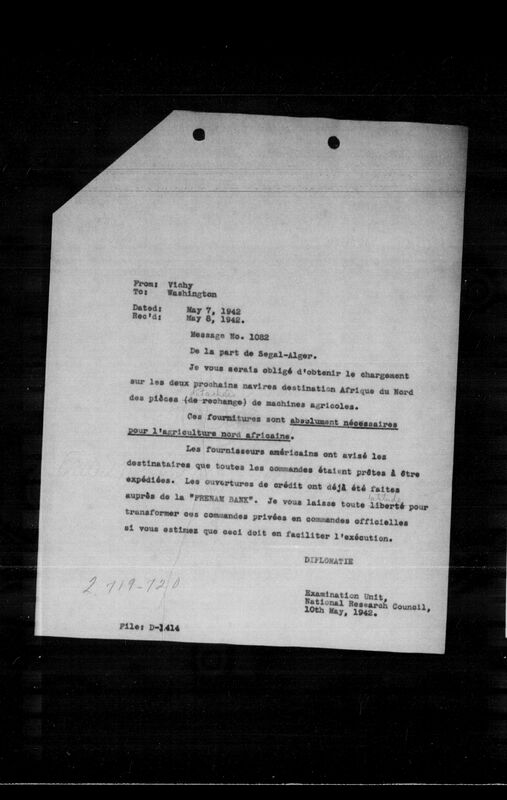 From: Vichy
To: Washington
Dated: May 7, 1942
Rec'd: May 8, 1942.
Message No. 1082
De la part de Segal-Alger.
Je vous serais obligé d'obtenir le chargement
sur les deux prochains navires destination Afrique du Nord
des pièces (de rechange) de machines agricoles.
Ces fournitures sont absolument nécessaires
pour l'agriculture nord africaine.
Les fournisseurs américains ont avisé les
destinataires que toutes les commandes étaient prêtes à être
expédiées. Les ouvertures de crédit ont déjà été faites
latitude
auprès de la "FRENAM BANK". Je vous laisse toute liberté pour
transformer ces commandes privées en commandes officielles
si vous estimez que ceci doit en faciliter l'exécution.
DIPLOMATIE
2,719-720
Examination Unit,
National Research Council,
10th May, 1942.
File: D-1414